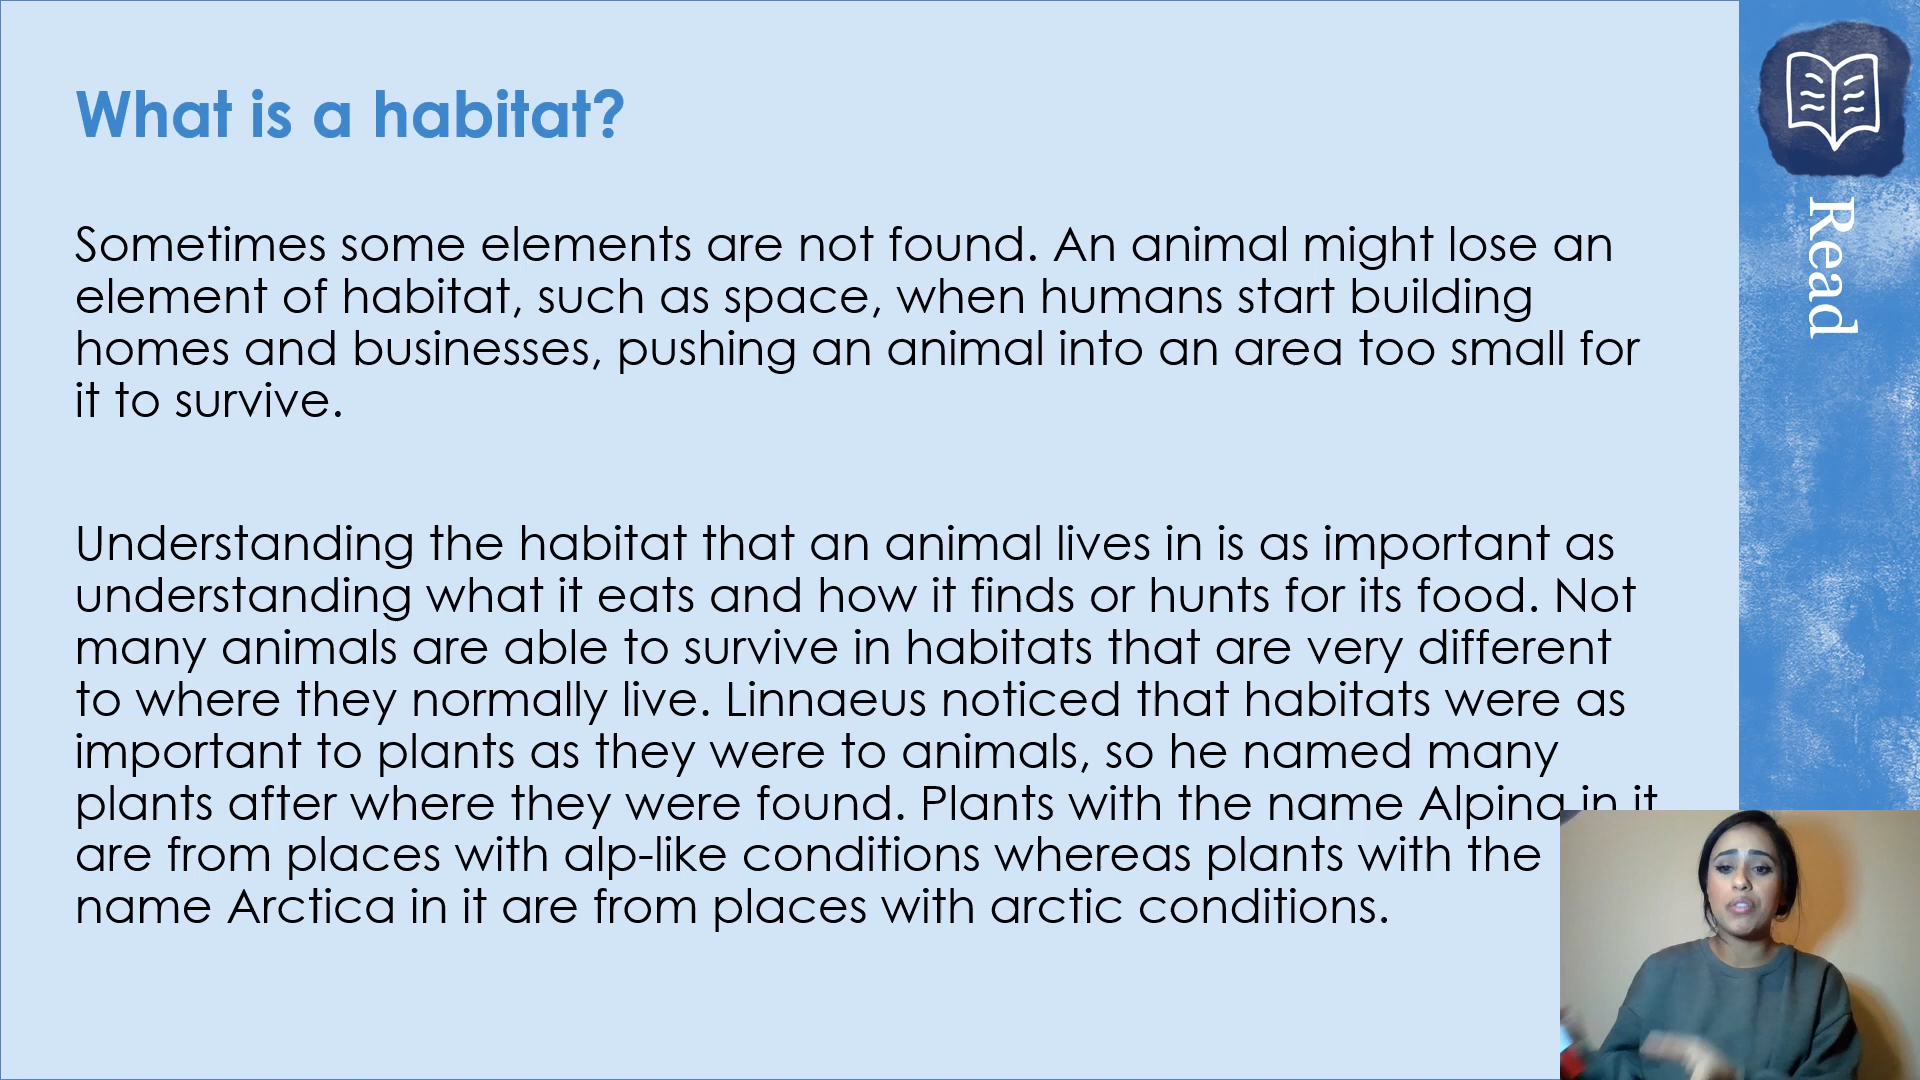 What is a habitat?
Sometimes some elements are not found. An animal might lose an
element of habitat, such as space, when humans start building
homes and businesses, pushing an animal into an area too small for
it to survive.
Understanding the habitat that an animal lives in is as important as
understanding what it eats and how it finds or hunts for its food. Not
many animals are able to survive in habitats that are very different
to where they normally live. Linnaeus noticed that habitats were as
important to plants as they were to animals, so he named many
plants after where they were found. Plants with the name Alpina in it
are from places with alp-like conditions whereas plants with the
name Arctica in it are from places with arctic conditions.
Read